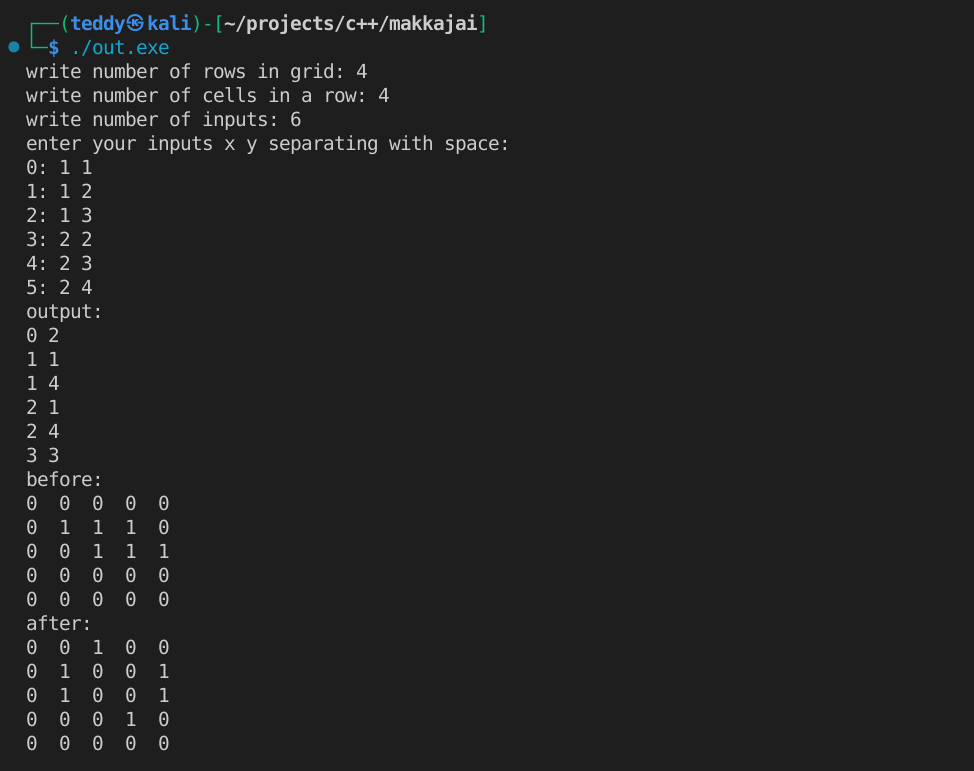 ┌──(teddy㉿kali)-[~/projects/c++/makkajai]
└─$ ./out.exe
write number of rows in grid: 4
write number of cells in a row: 4
write number of inputs: 6
enter your inputs x y separating with space:
0: 1 1
1: 1 2
2: 1 3
3: 2 2
4: 2 3
5: 2 4
output:
0 2
1 1
1 4
2 1
2 4
3 3
before:
0  0  0  0  0
0  1  1  1  0
0  0  1  1  1
0  0  0  0  0
0  0  0  0  0
after:
0  0  1  0  0
0  1  0  0  1
0  1  0  0  1
0  0  0  1  0
0  0  0  0  0